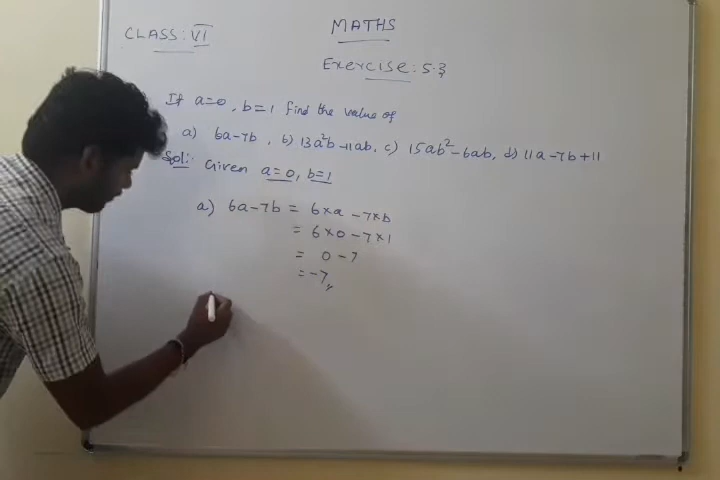 CLASS: VI
MATHS
Exercise: 5.3
If a=0, b=1 find the value of
a) 6a-7b, b) 13a²b-11ab, c) 15ab²-6ab, d) 11a-7b+11
Sol: Given a=0, b=1
a) 6a-7b = 6×a -7×b
= 6×0 -7×1
= 0 -7
= -7